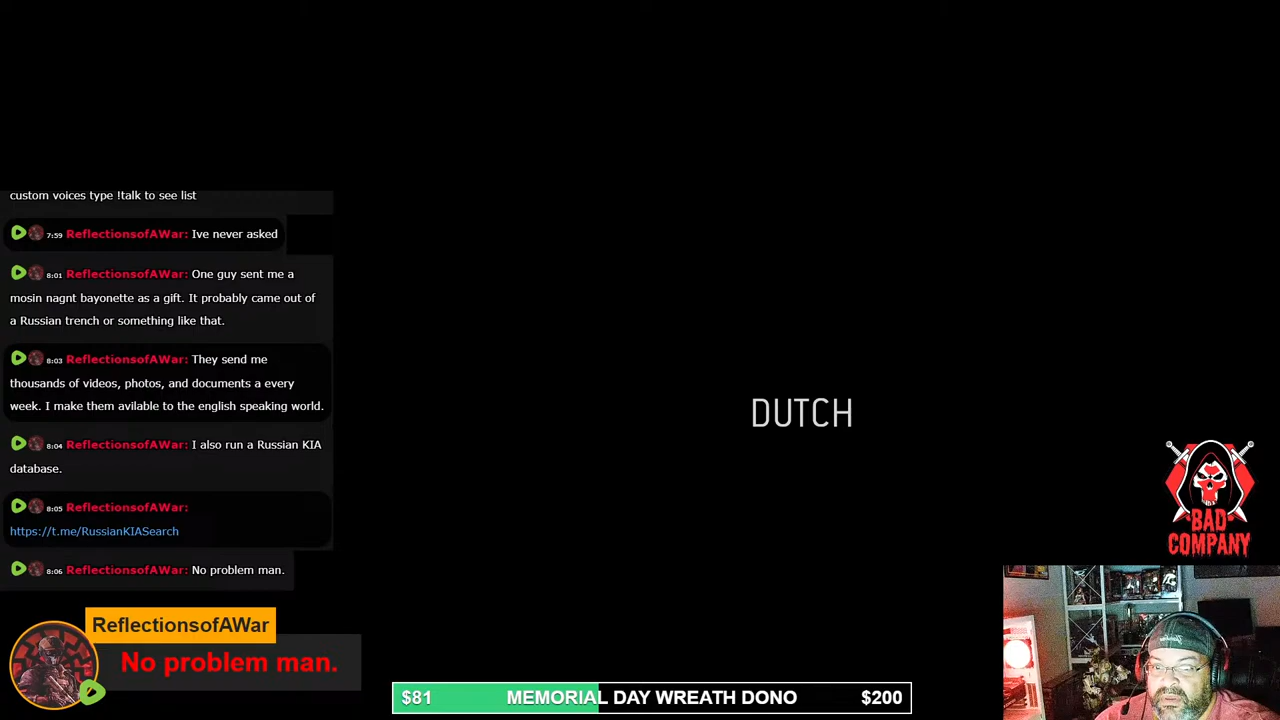 custom voices type !talk to see list
7:59 ReflectionsofAWar: Ive never asked
8:01 ReflectionsofAWar: One guy sent me a
mosin nagnt bayonette as a gift. It probably came out of
a Russian trench or something like that.
8:03 ReflectionsofAWar: They send me
thousands of videos, photos, and documents a every
week. I make them avilable to the english speaking world.
8:04 ReflectionsofAWar: I also run a Russian KIA
database.
8:05 ReflectionsofAWar:
https://t.me/RussianKIASearch
8:06 ReflectionsofAWar: No problem man.
ReflectionsofAWar
No problem man.
DUTCH
BAD
COMPANY
$81 MEMORIAL DAY WREATH DONO $200